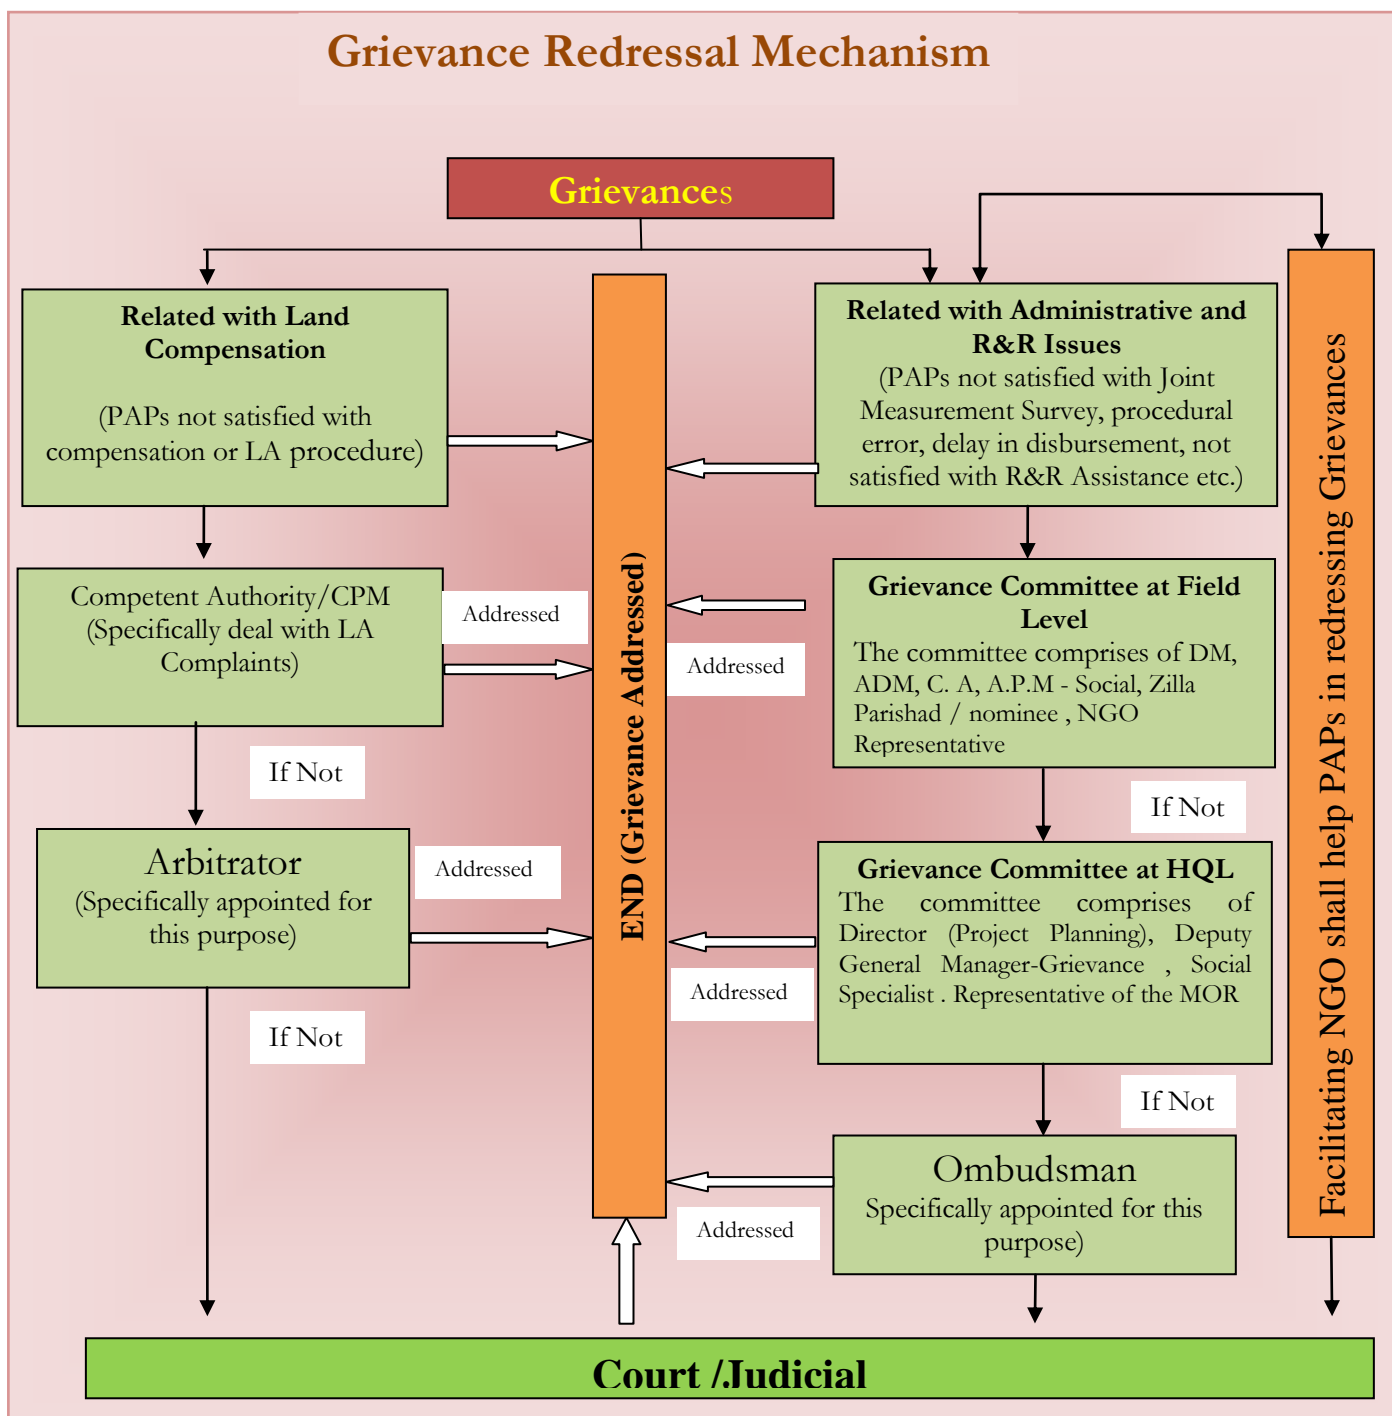 Grievance Redressal Mechanism
Grievances
Related with Land
Compensation
(PAPs not satisfied with
compensation or LA procedure)
Competent Authority/CPM
(Specifically deal with LA
Complaints)
Addressed
If Not
Arbitrator
(Specifically appointed for
this purpose)
Addressed
If Not
END (Grievance Addressed)
Related with Administrative and
R&R Issues
(PAPs not satisfied with Joint
Measurement Survey, procedural
error, delay in disbursement, not
satisfied with R&R Assistance etc.)
Grievance Committee at Field
Level
The committee comprises of DM,
ADM, C. A, A.P.M - Social, Zilla
Parishad / nominee , NGO
Representative
Addressed
If Not
Grievance Committee at HQL
The committee comprises of
Director (Project Planning), Deputy
General Manager-Grievance , Social
Specialist . Representative of the MOR
Addressed
If Not
Ombudsman
Specifically appointed for this
purpose)
Addressed
Facilitating NGO shall help PAPs in redressing Grievances
Court /Judicial